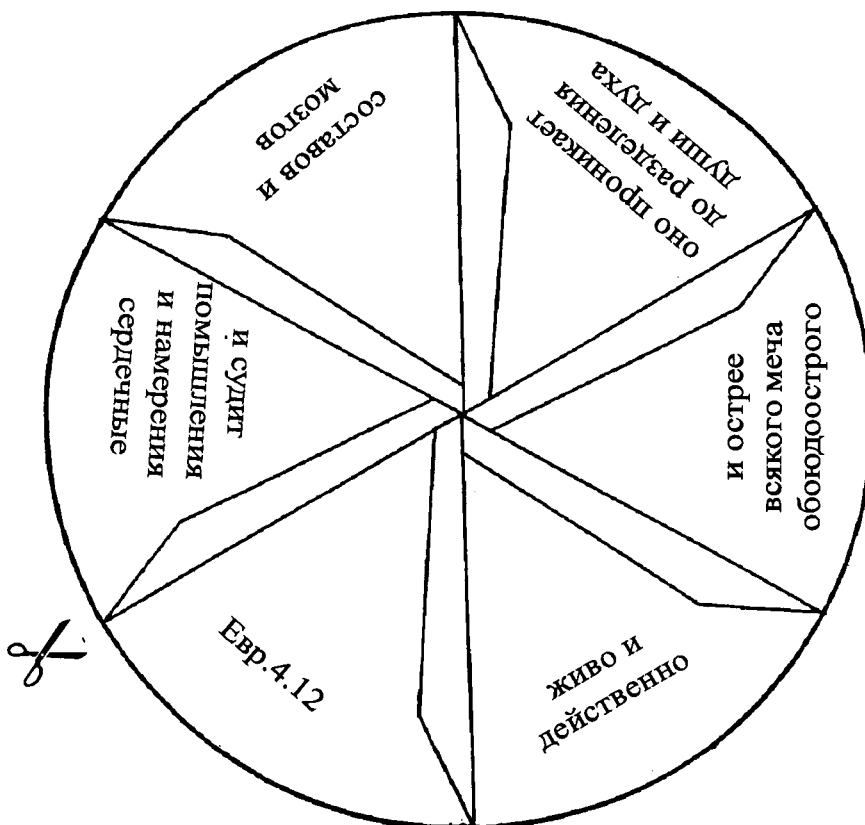 живо и
действенно
и острее
всякого меча
обоюдоострого
оно проникает
до разделения
души и духа
составов и
мозгов
и судит
помышления
и намерения
сердечные
Евр.4.12